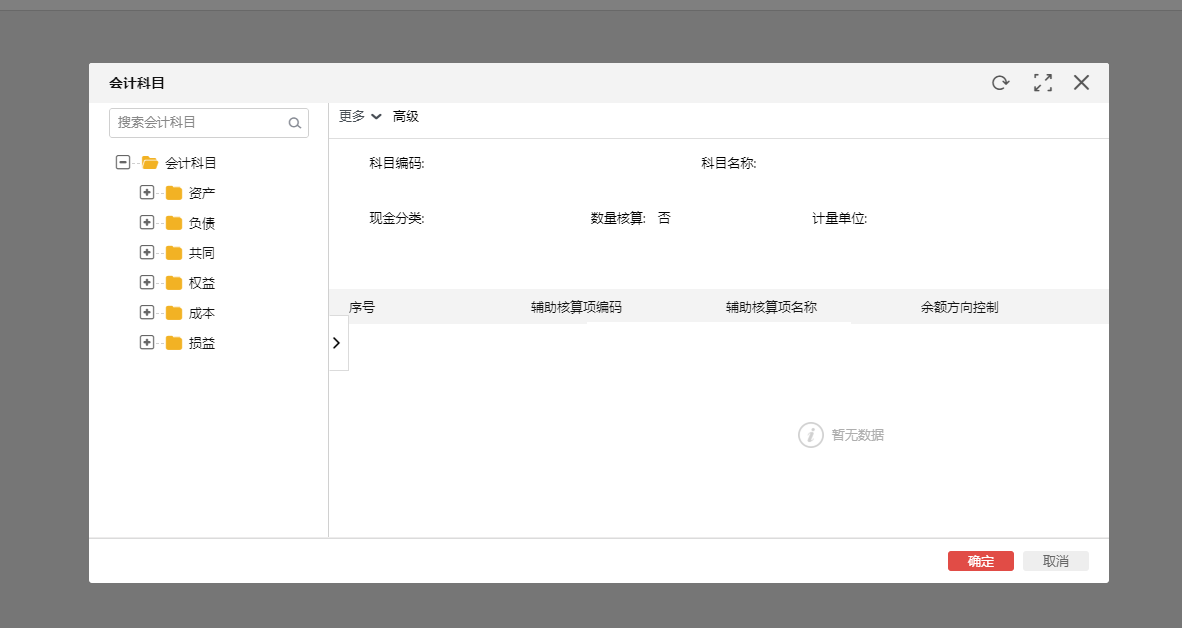 会计科目
搜索会计科目
会计科目
资产
负债
共同
权益
成本
损益
更多 高级
科目编码: 科目名称:
现金分类: 数量核算: 否 计量单位:
序号 辅助核算项编码 辅助核算项名称 余额方向控制
暂无数据
确定 取消